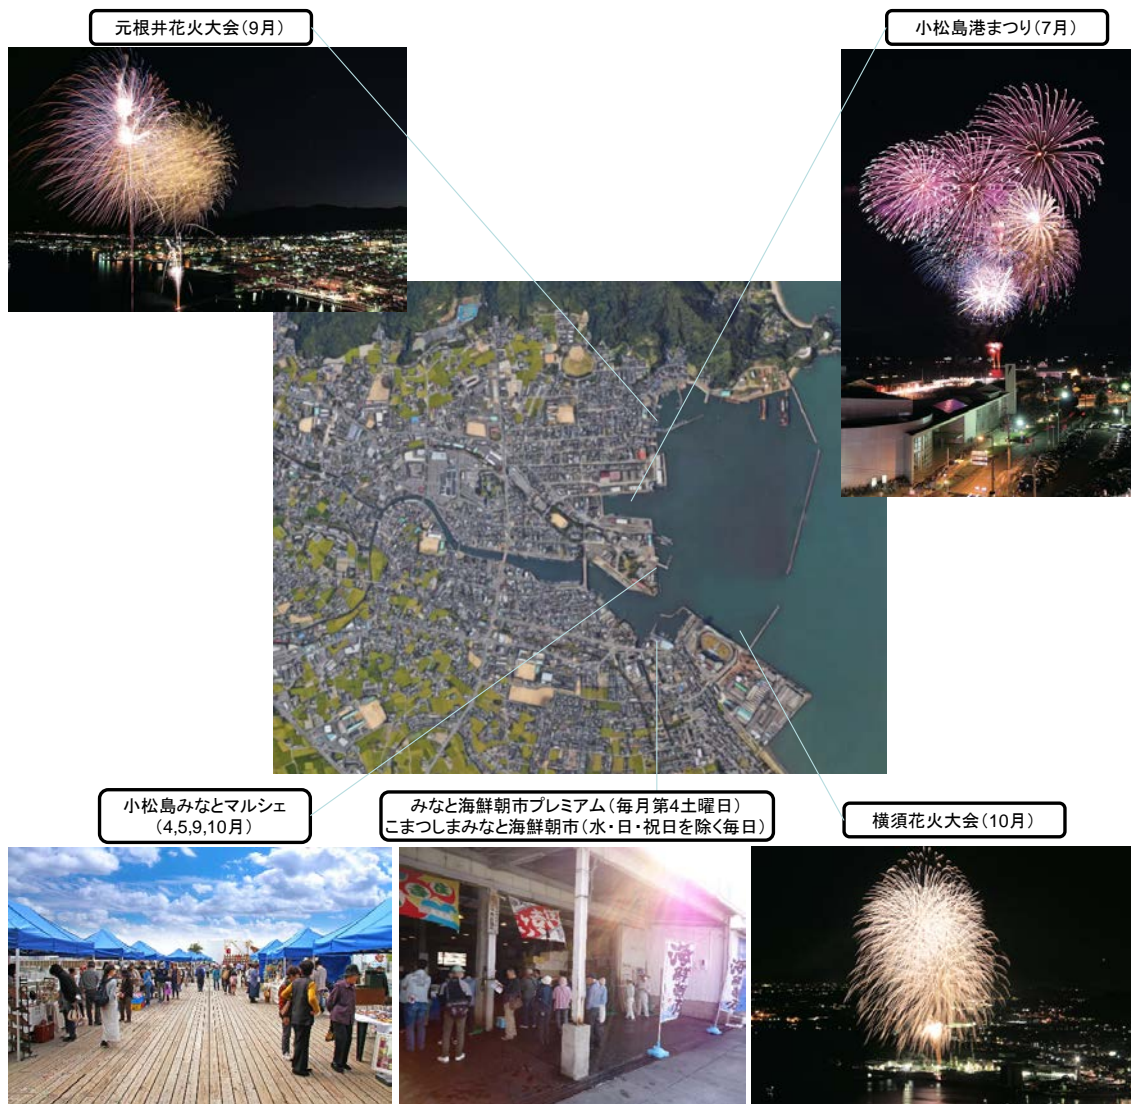 元根井花火大会（9月）
小松島港まつり（7月）
小松島みなとマルシェ
（4,5,9,10月）
みなと海鮮朝市プレミアム（毎月第4土曜日）
こまつしまみなと海鮮朝市（水・日・祝日を除く毎日）
横須花火大会（10月）